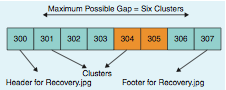 Maximum Possible Gap = Six Clusters
300 301 302 303 304 305 306 307
Clusters
Header for Recovery.jpg Footer for Recovery.jpg